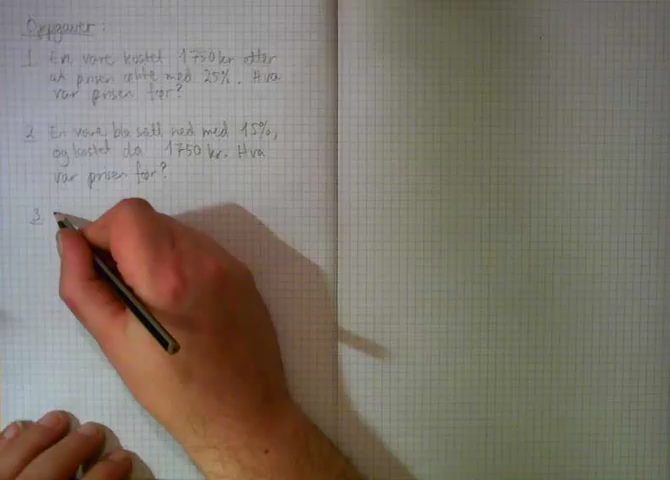 Oppgaver:
1 En vare kostet 1750 kr etter
at prisen økte med 25%. Hva
var prisen før?
2 En vare ble satt ned med 15%,
og kostet da 1750 kr. Hva
var prisen før?
3